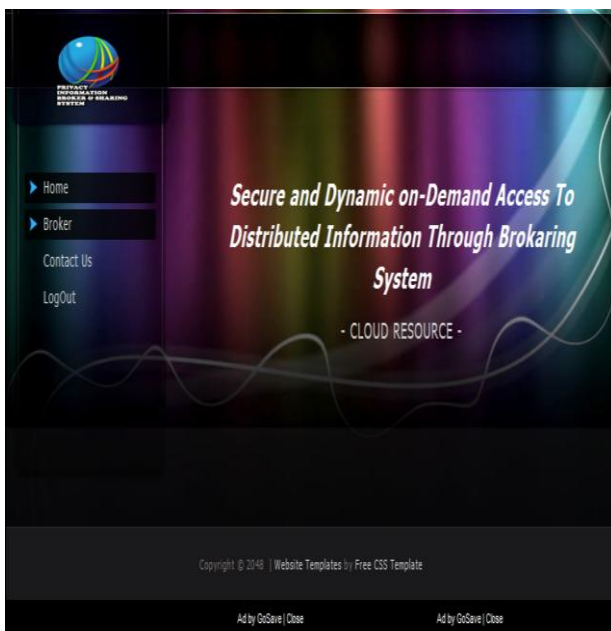 PRIVACY
INFORMATION
BROKER & SHARING
SYSTEM
Home
Broker
Contact Us
LogOut
Secure and Dynamic on-Demand Access To
Distributed Information Through Brokaring
System
- CLOUD RESOURCE -
Copyright © 2048 | Website Templates by Free CSS Template
Ad by GoSave | Close
Ad by GoSave | Close